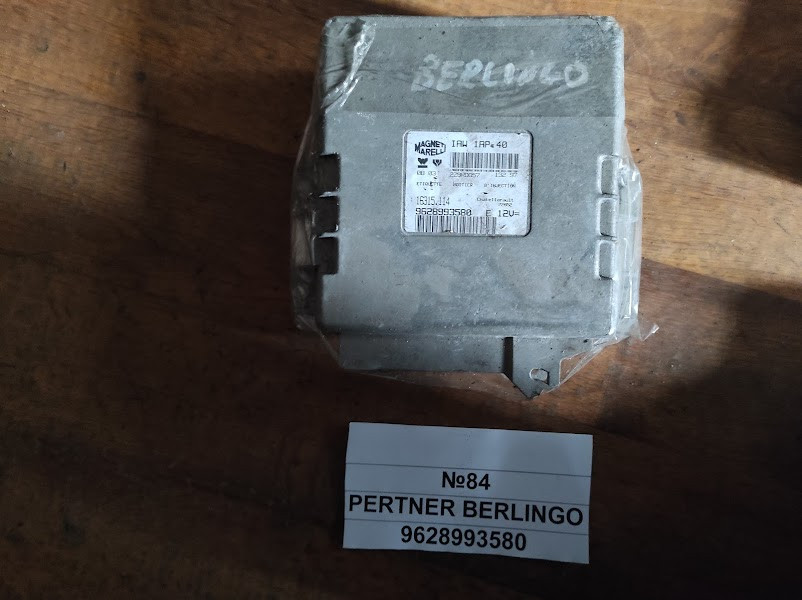 BERLINGO
MAGNETI
MARELLI
IAW 1AP.40
16315.114
9628993580 E 12V=
№84
PERTNER BERLINGO
9628993580